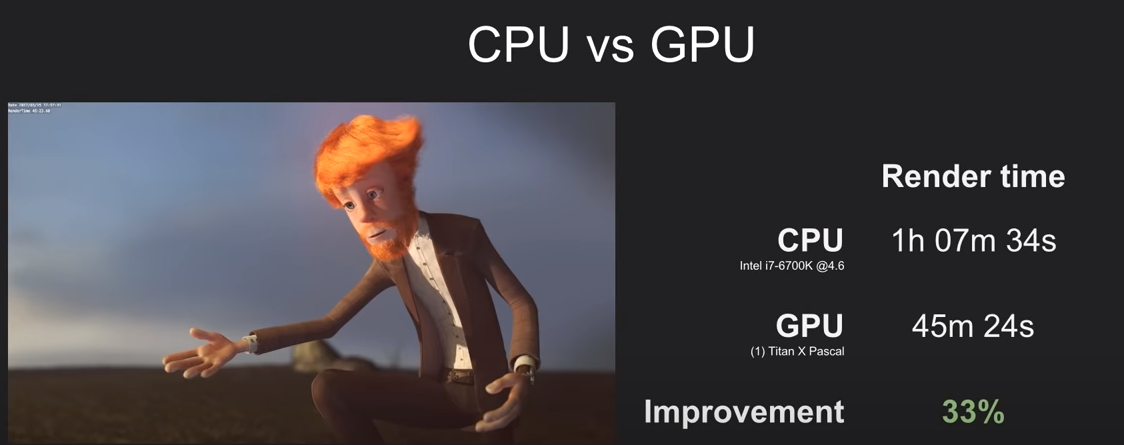 CPU vs GPU
Render time
CPU 1h 07m 34s
Intel i7-6700K @4.6
GPU 45m 24s
(1) Titan X Pascal
Improvement 33%